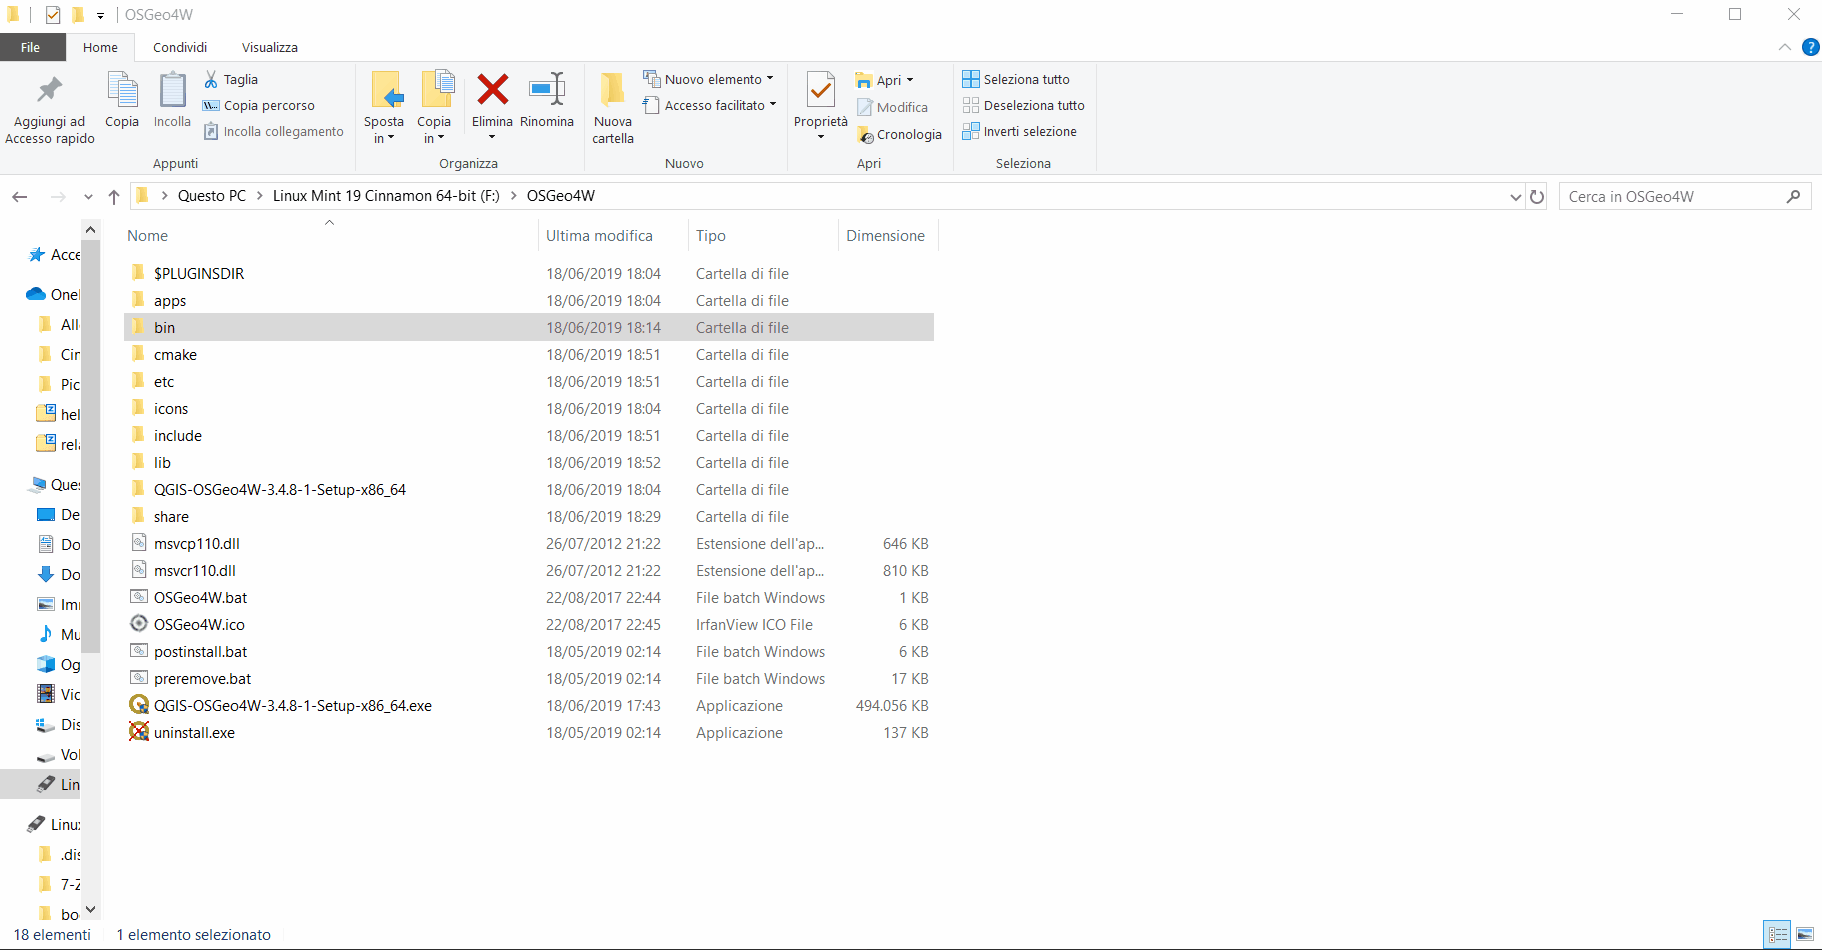 OSGeo4W
File Home Condividi Visualizza
Aggiungi ad
Accesso rapido
Copia
Incolla
Taglia
Copia percorso
Incolla collegamento
Appunti
Sposta
in
Copia
in
Elimina
Rinomina
Organizza
Nuova
cartella
Nuovo elemento
Accesso facilitato
Nuovo
Proprietà
Apri
Modifica
Cronologia
Apri
Seleziona tutto
Deseleziona tutto
Inverti selezione
Seleziona
Questo PC Linux Mint 19 Cinnamon 64-bit (F:) OSGeo4W
Cerca in OSGeo4W
Acce
OneI
Alle
Cin
Pic
hel
rela
Ques
De
Do
Do
Im
Mu
Og
Vic
Dis
Vol
Lin
Linux
.dis
7-Z
bo
Nome Ultima modifica Tipo Dimensione
$PLUGINSDIR 18/06/2019 18:04 Cartella di file
apps 18/06/2019 18:04 Cartella di file
bin 18/06/2019 18:14 Cartella di file
cmake 18/06/2019 18:51 Cartella di file
etc 18/06/2019 18:51 Cartella di file
icons 18/06/2019 18:04 Cartella di file
include 18/06/2019 18:51 Cartella di file
lib 18/06/2019 18:52 Cartella di file
QGIS-OSGeo4W-3.4.8-1-Setup-x86_64 18/06/2019 18:04 Cartella di file
share 18/06/2019 18:29 Cartella di file
msvcp110.dll 26/07/2012 21:22 Estensione dell'ap... 646 KB
msvcr110.dll 26/07/2012 21:22 Estensione dell'ap... 810 KB
OSGeo4W.bat 22/08/2017 22:44 File batch Windows 1 KB
OSGeo4W.ico 22/08/2017 22:45 IrfanView ICO File 6 KB
postinstall.bat 18/05/2019 02:14 File batch Windows 6 KB
preremove.bat 18/05/2019 02:14 File batch Windows 17 KB
QGIS-OSGeo4W-3.4.8-1-Setup-x86_64.exe 18/06/2019 17:43 Applicazione 494.056 KB
uninstall.exe 18/05/2019 02:14 Applicazione 137 KB
18 elementi 1 elemento selezionato